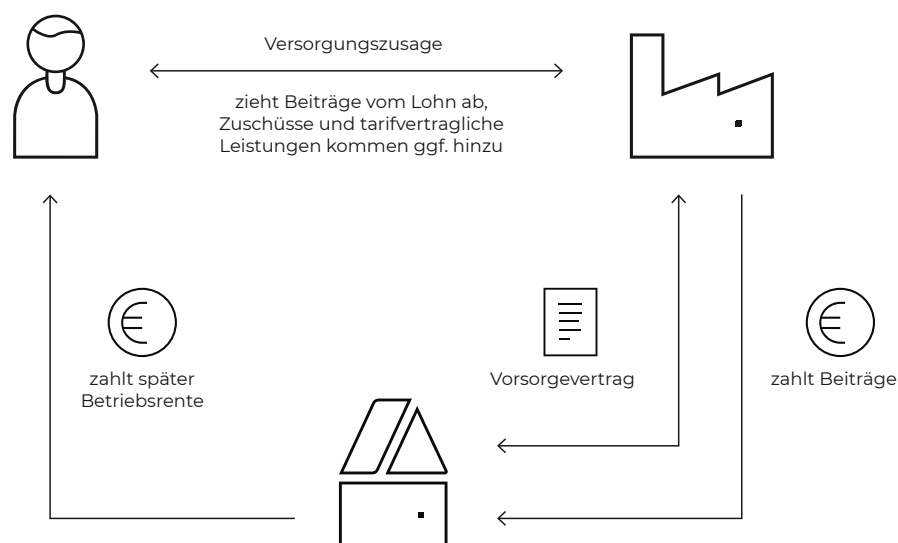 Versorgungszusage
zieht Beiträge vom Lohn ab,
Zuschüsse und tarifvertragliche
Leistungen kommen ggf. hinzu
zahlt später
Betriebsrente
Vorsorgevertrag
zahlt Beiträge